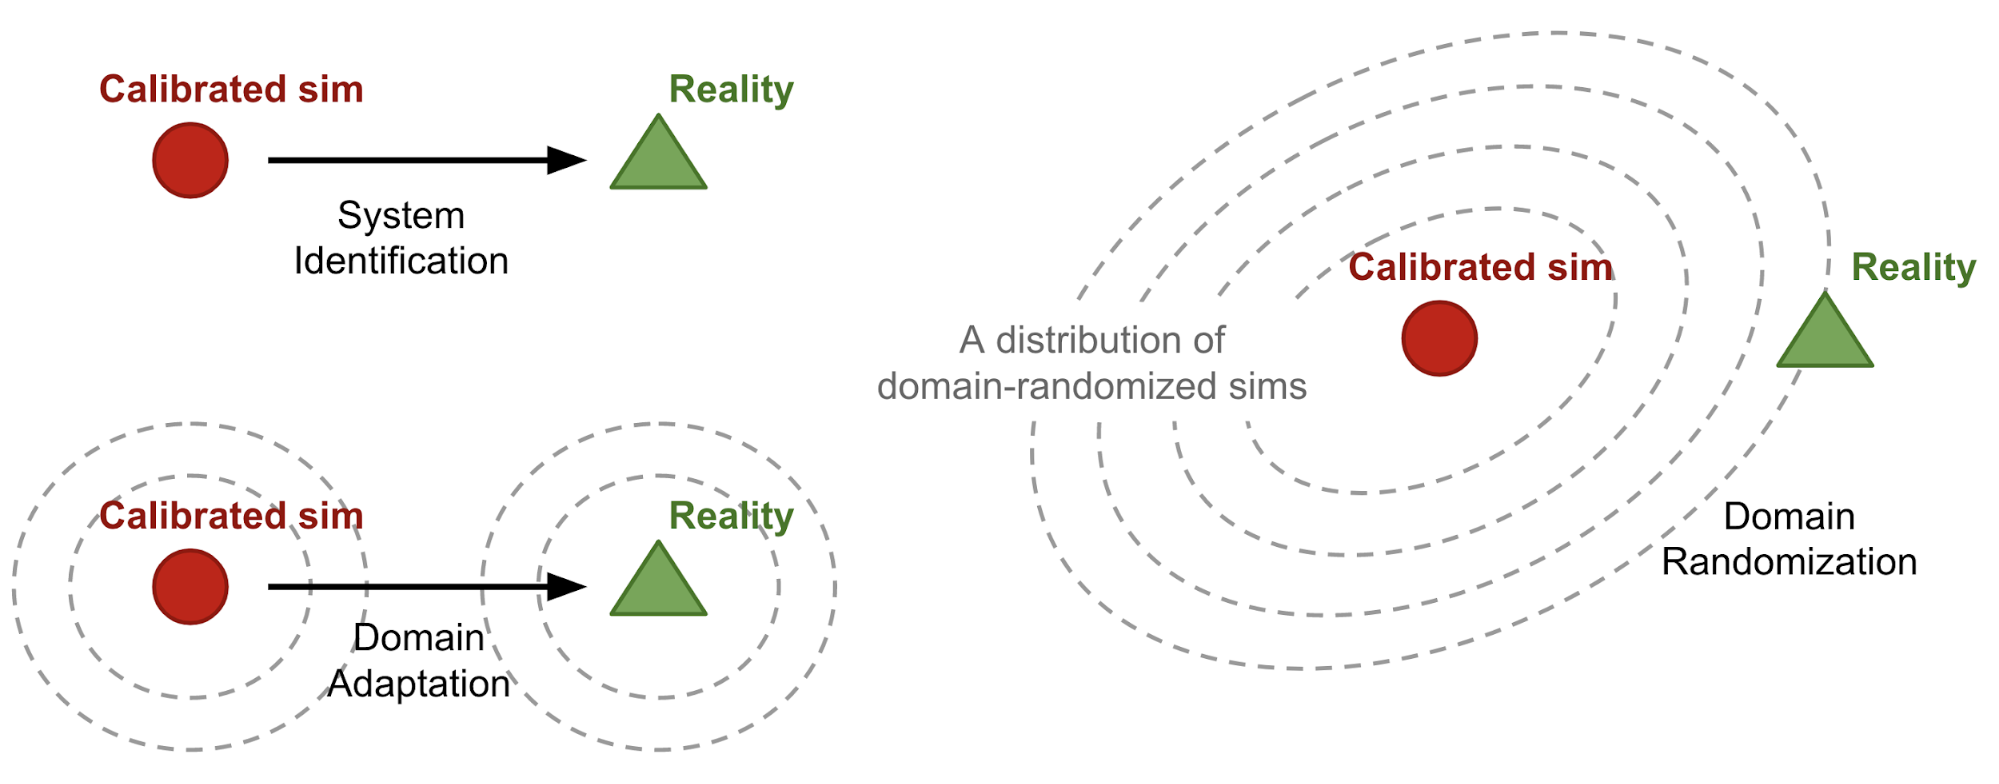 Calibrated sim
Reality
System
Identification
Calibrated sim
Reality
Domain
Adaptation
Calibrated sim
Reality
A distribution of
domain-randomized sims
Domain
Randomization